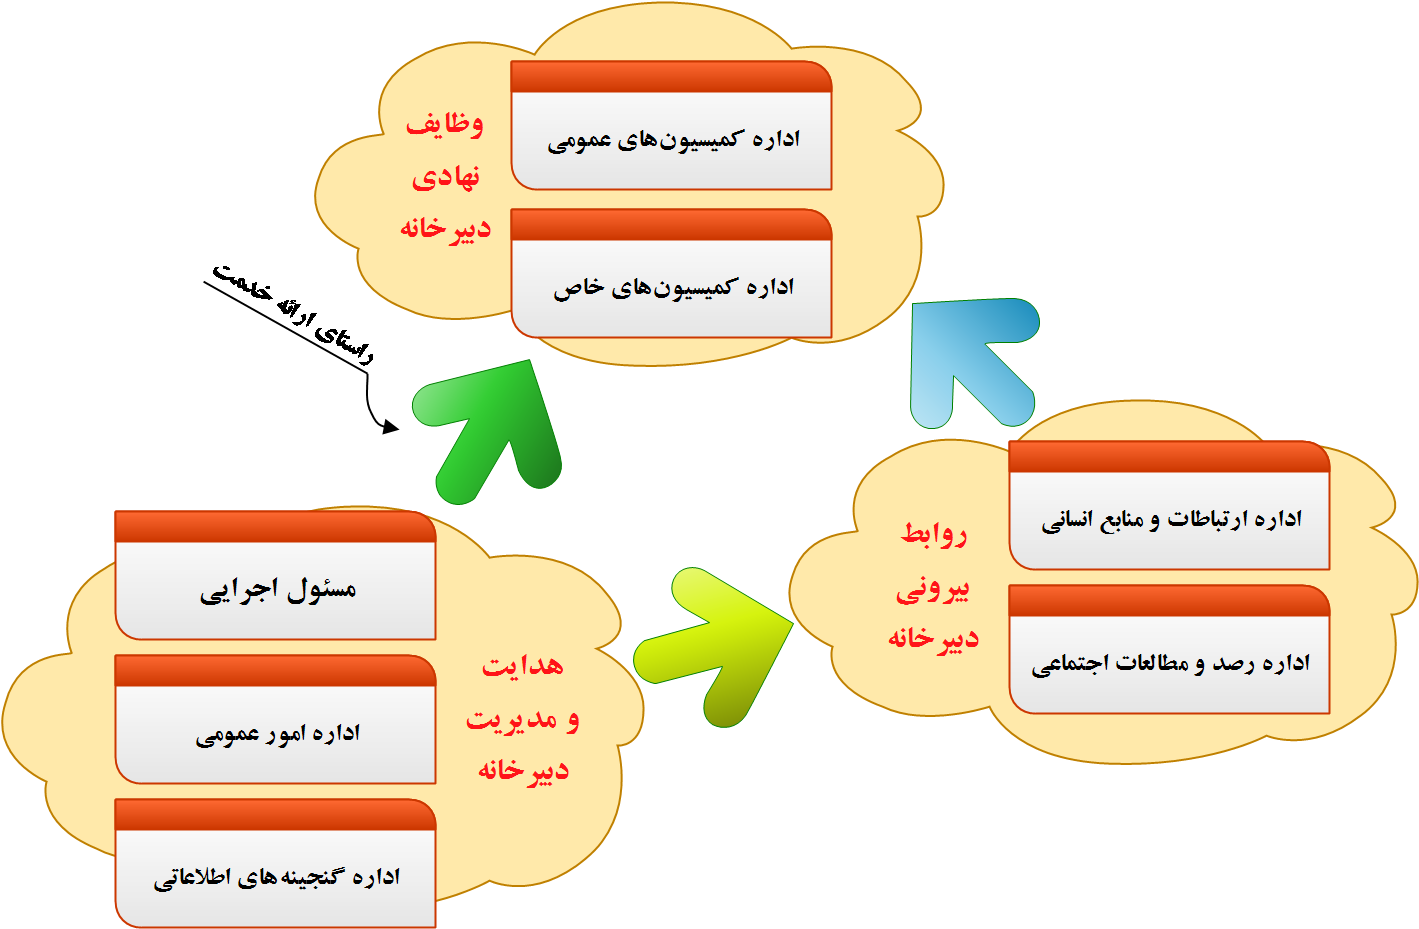 وظایف
نهادی
دبیرخانه
اداره کمیسیون‌های عمومی
اداره کمیسیون‌های خاص
راستای ارائه خدمت
روابط
بیرونی
دبیرخانه
اداره ارتباطات و منابع انسانی
اداره رصد و مطالعات اجتماعی
هدایت
و مدیریت
دبیرخانه
مسئول اجرایی
اداره امور عمومی
اداره گنجینه‌های اطلاعاتی